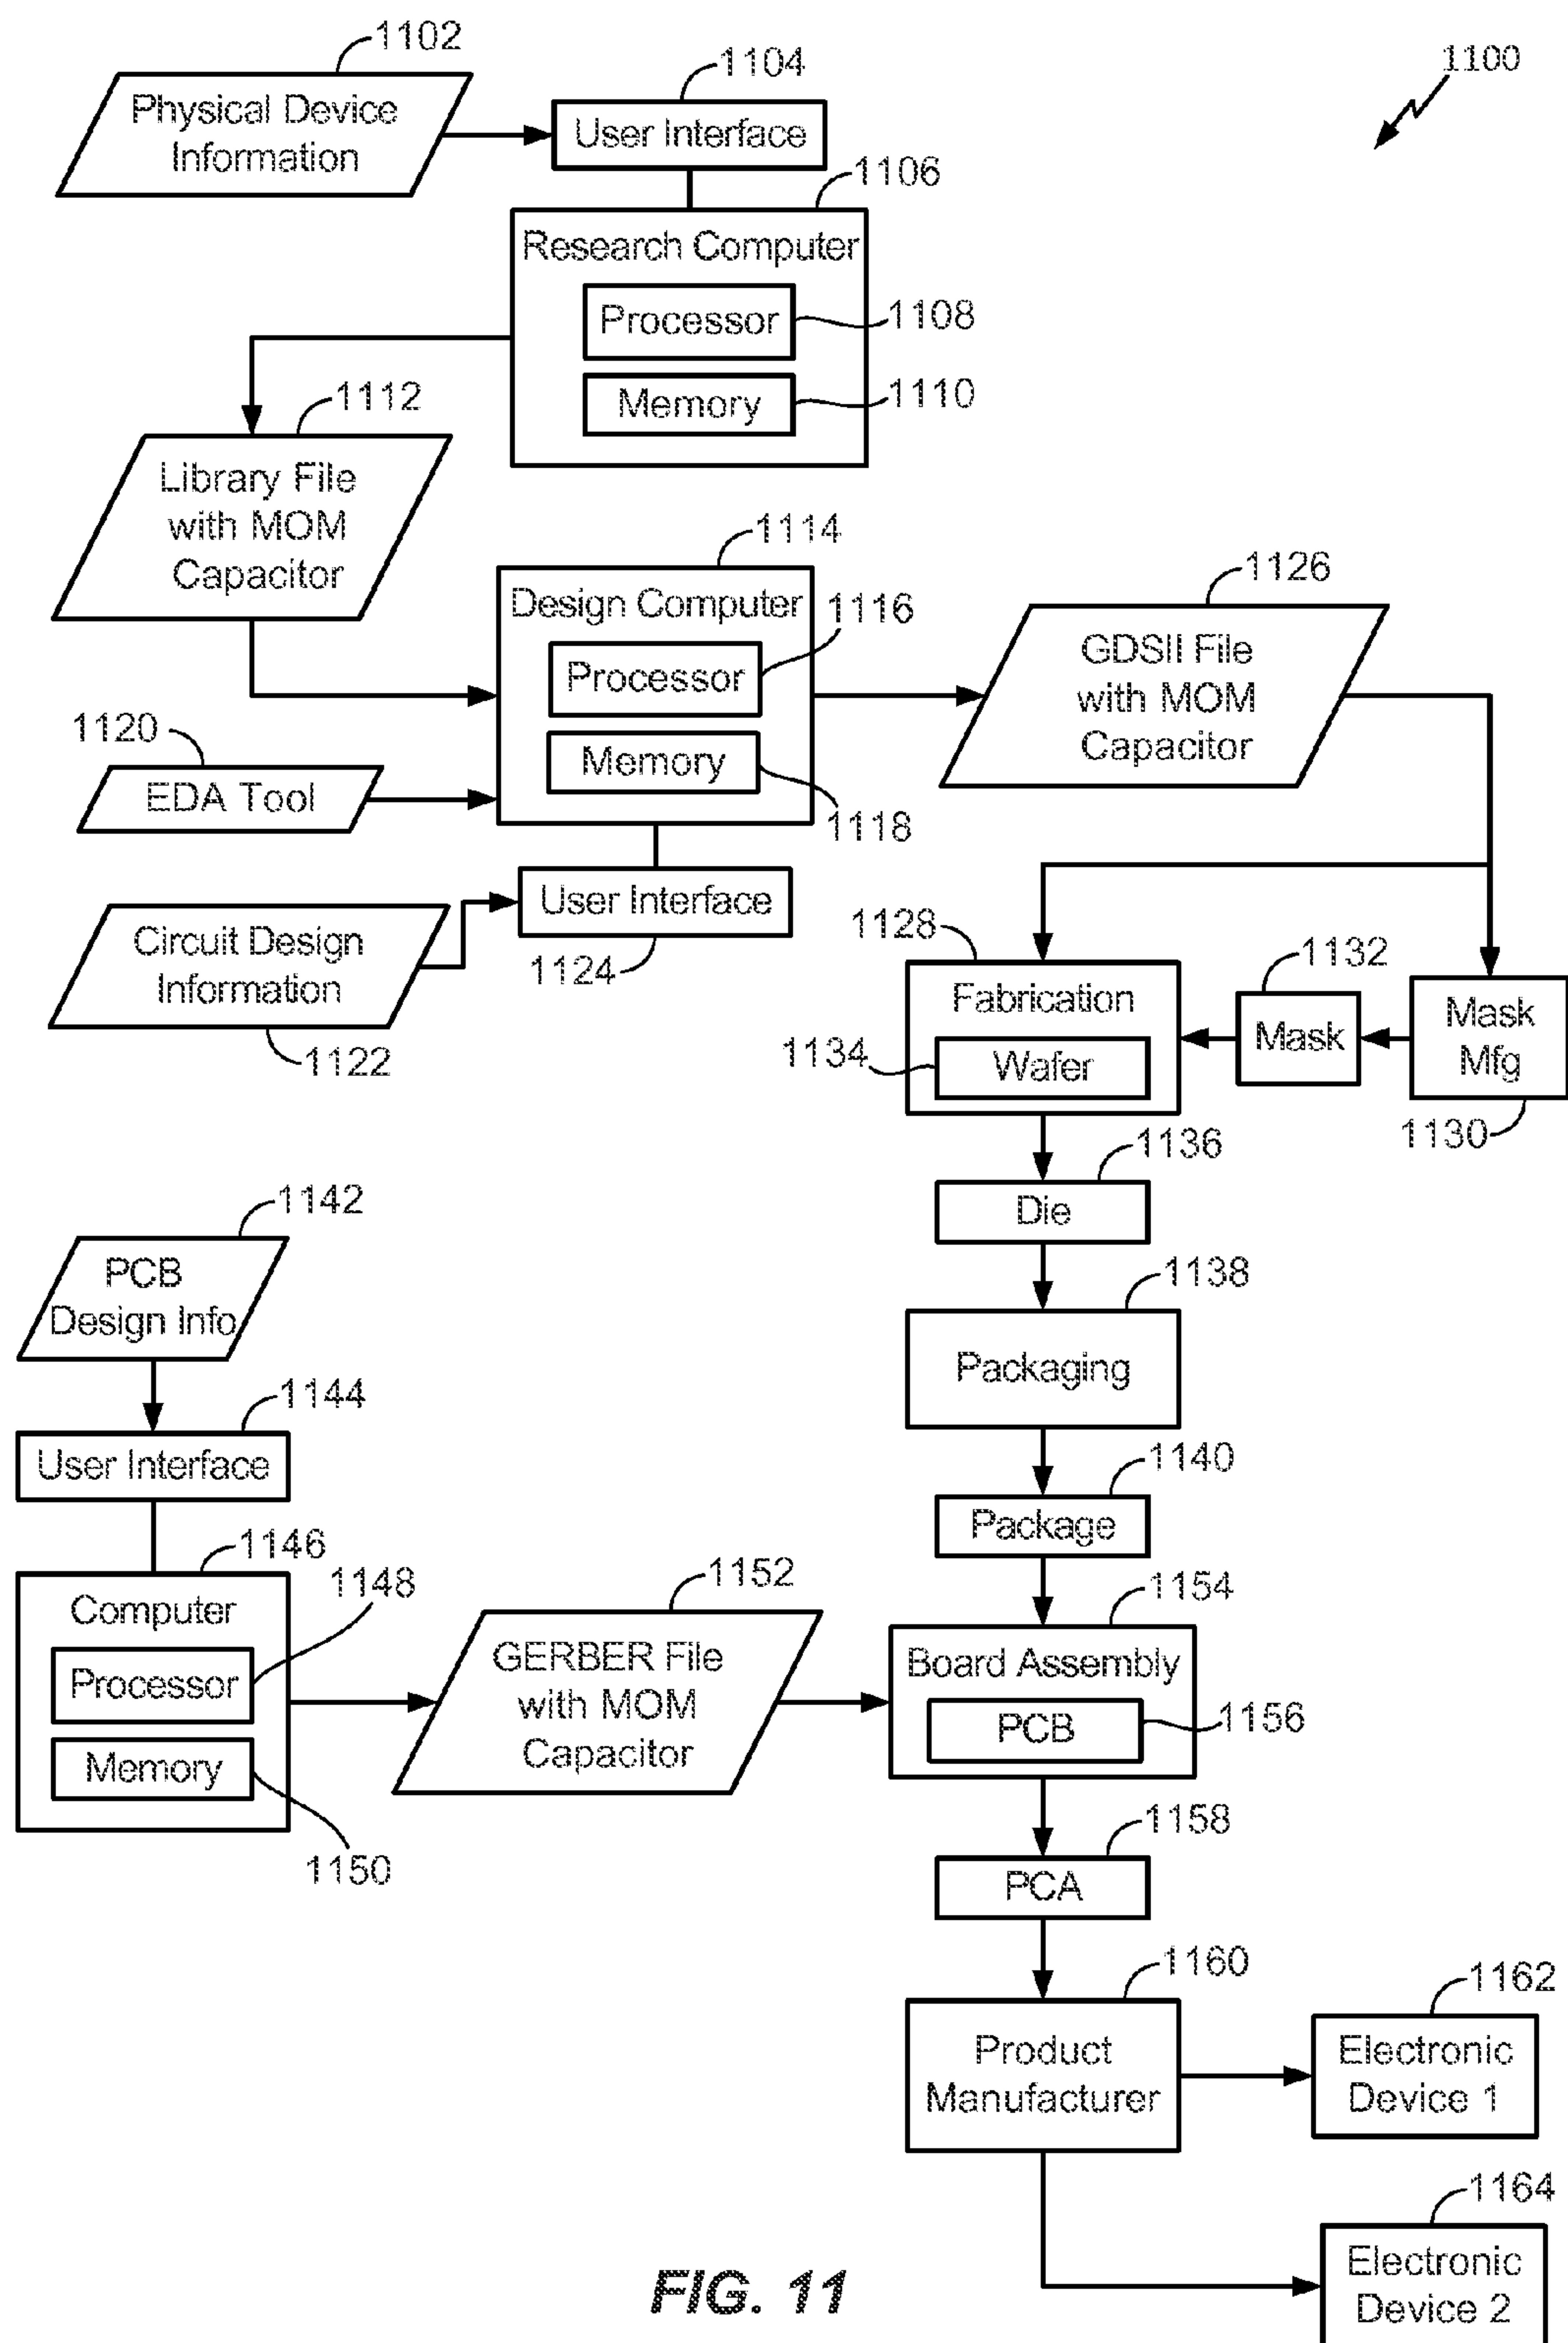 1102
1104
1100
Physical Device
Information
User Interface
1106
Research Computer
Processor
1108
Memory
1110
1112
Library File
with MOM
Capacitor
1114
Design Computer
1116
Processor
Memory
1118
1126
GDSII File
with MOM
Capacitor
1120
EDA Tool
User Interface
1124
Circuit Design
Information
1122
1128
Fabrication
1134
Wafer
1132
Mask
Mask
Mfg
1130
1136
Die
1138
Packaging
1140
Package
1142
PCB
Design Info
1144
User Interface
1146
1148
Computer
Processor
Memory
1150
1152
GERBER File
with MOM
Capacitor
1154
Board Assembly
PCB
1156
1158
PCA
1160
Product
Manufacturer
1162
Electronic
Device 1
1164
Electronic
Device 2
FIG. 11